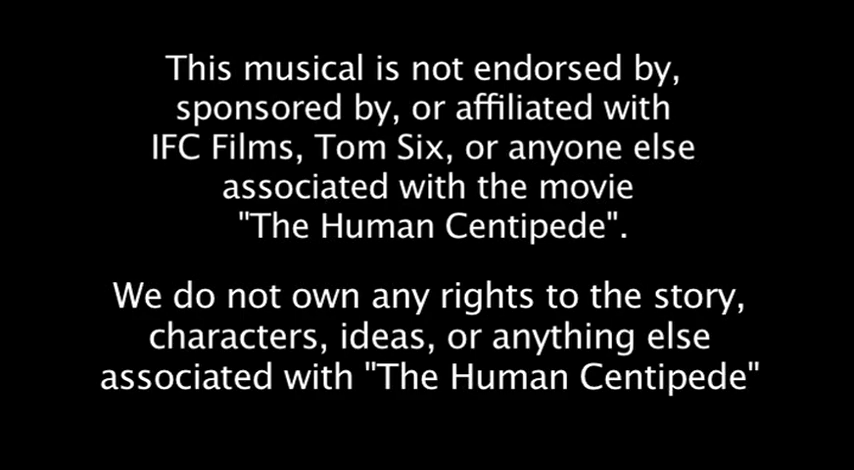 This musical is not endorsed by,
sponsored by, or affiliated with
IFC Films, Tom Six, or anyone else
associated with the movie
"The Human Centipede".
We do not own any rights to the story,
characters, ideas, or anything else
associated with "The Human Centipede"